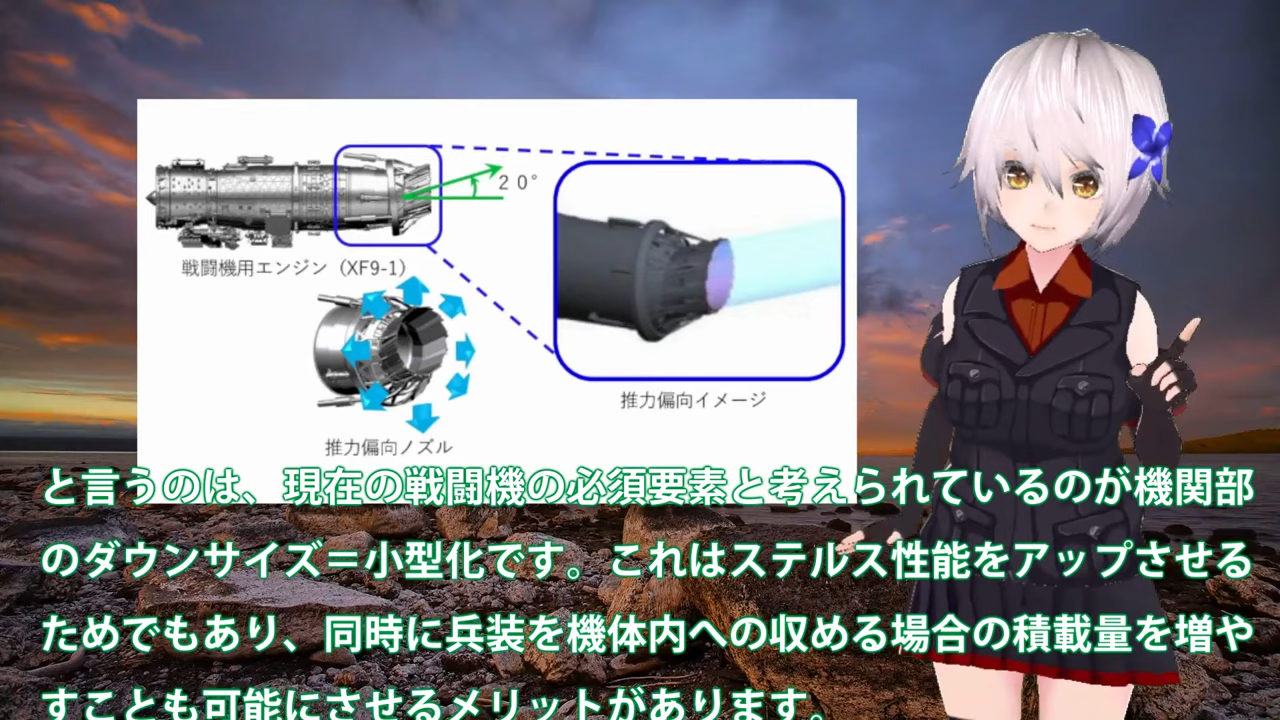 20°
戦闘機用エンジン（XF9-1）
推力偏向イメージ
推力偏向ノズル
と言うのは、現在の戦闘機の必須要素と考えられているのが機関部
のダウンサイズ＝小型化です。これはステルス性能をアップさせる
ためでもあり、同時に兵装を機体内への収める場合の積載量を増や
すことも可能にさせるメリットがあります。